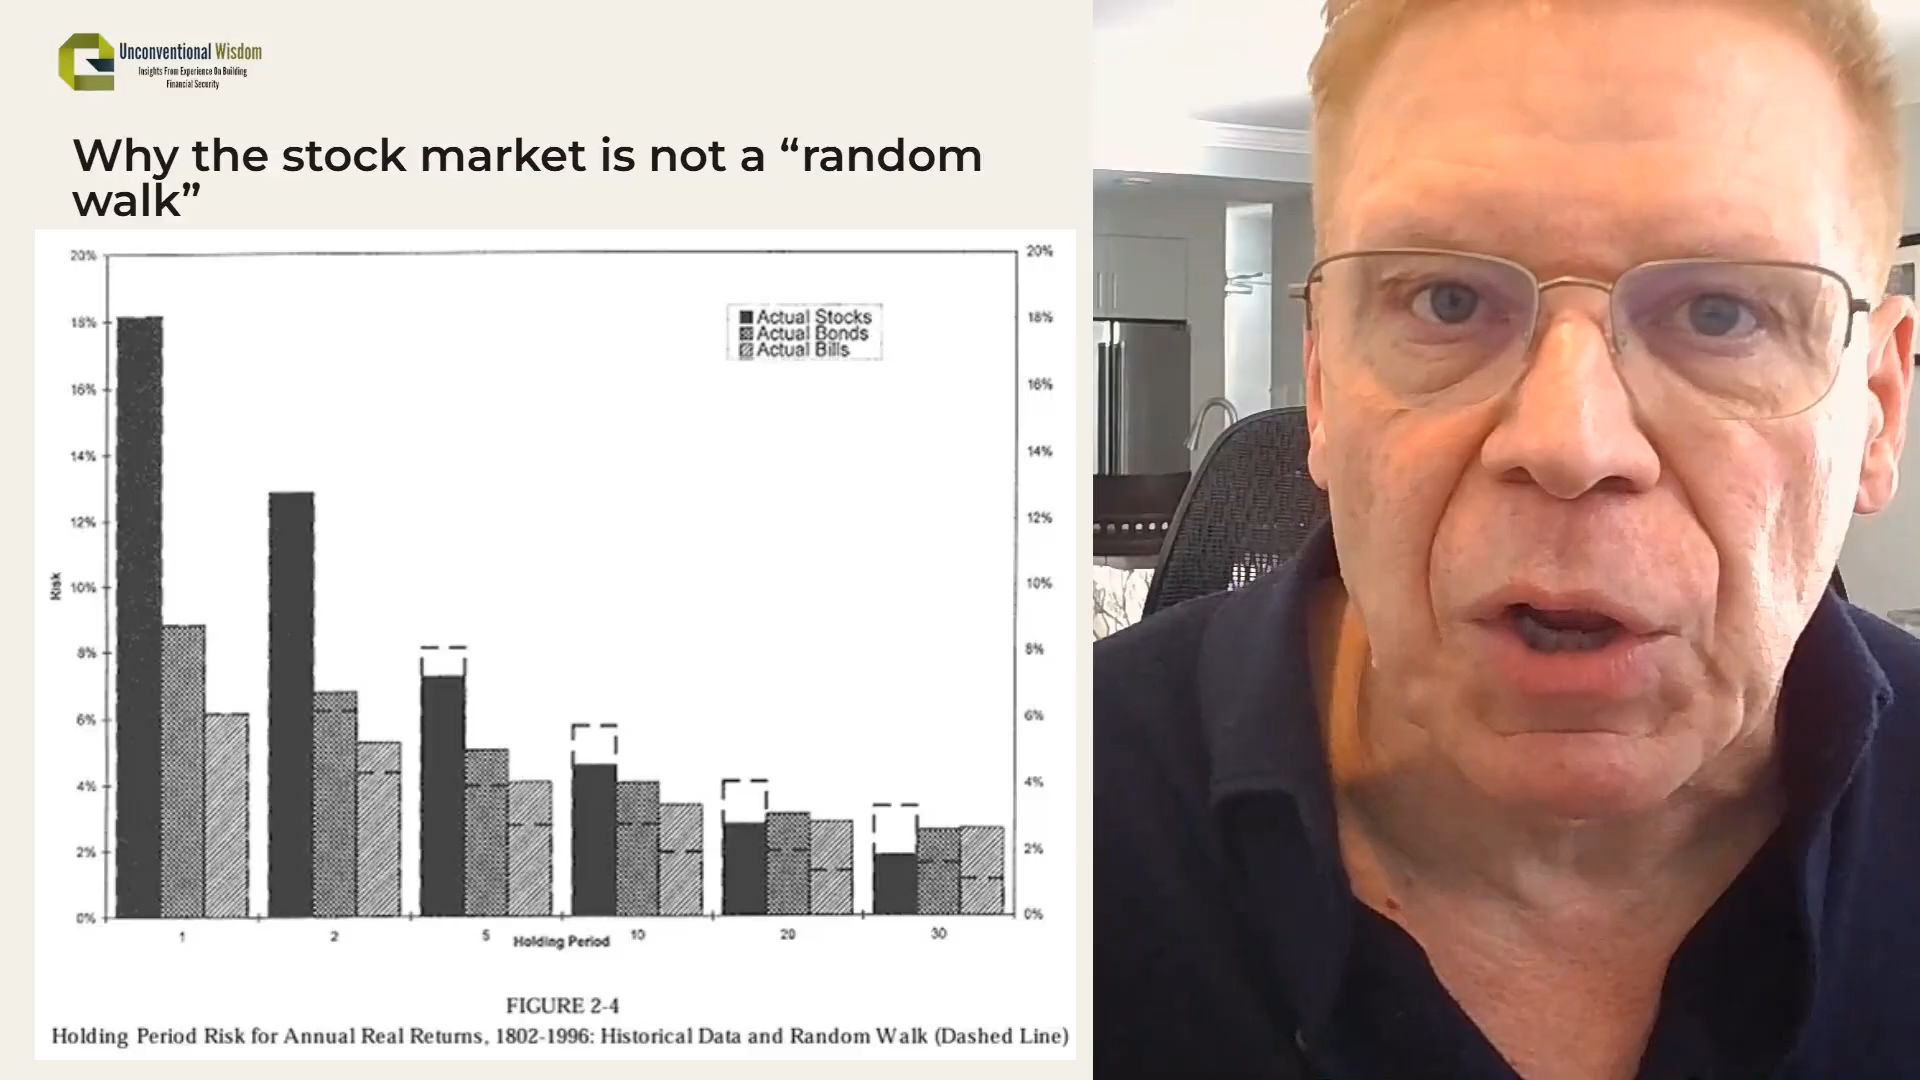 Unconventional Wisdom
Insights From Experience On Building
Financial Security
Why the stock market is not a “random
walk”
20%
18%
16%
14%
12%
10%
8%
6%
4%
2%
0%
Risk
Actual Stocks
Actual Bonds
Actual Bills
20%
18%
16%
14%
12%
10%
8%
6%
4%
2%
0%
1 2 5 10 20 30
Holding Period
FIGURE 2-4
Holding Period Risk for Annual Real Returns, 1802-1996: Historical Data and Random Walk (Dashed Line)